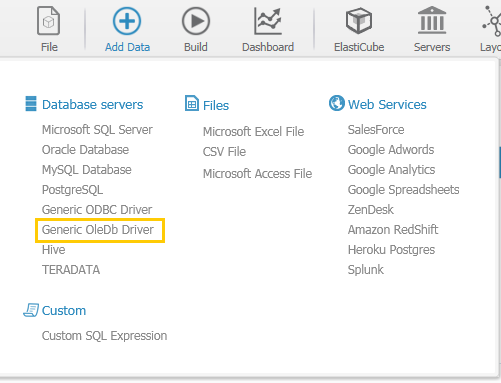 File
Add Data
Build
Dashboard
ElastiCube
Servers
Layo
Database servers
Microsoft SQL Server
Oracle Database
MySQL Database
PostgreSQL
Generic ODBC Driver
Generic OleDb Driver
Hive
TERADATA
Files
Microsoft Excel File
CSV File
Microsoft Access File
Web Services
SalesForce
Google Adwords
Google Analytics
Google Spreadsheets
ZenDesk
Amazon RedShift
Heroku Postgres
Splunk
Custom
Custom SQL Expression